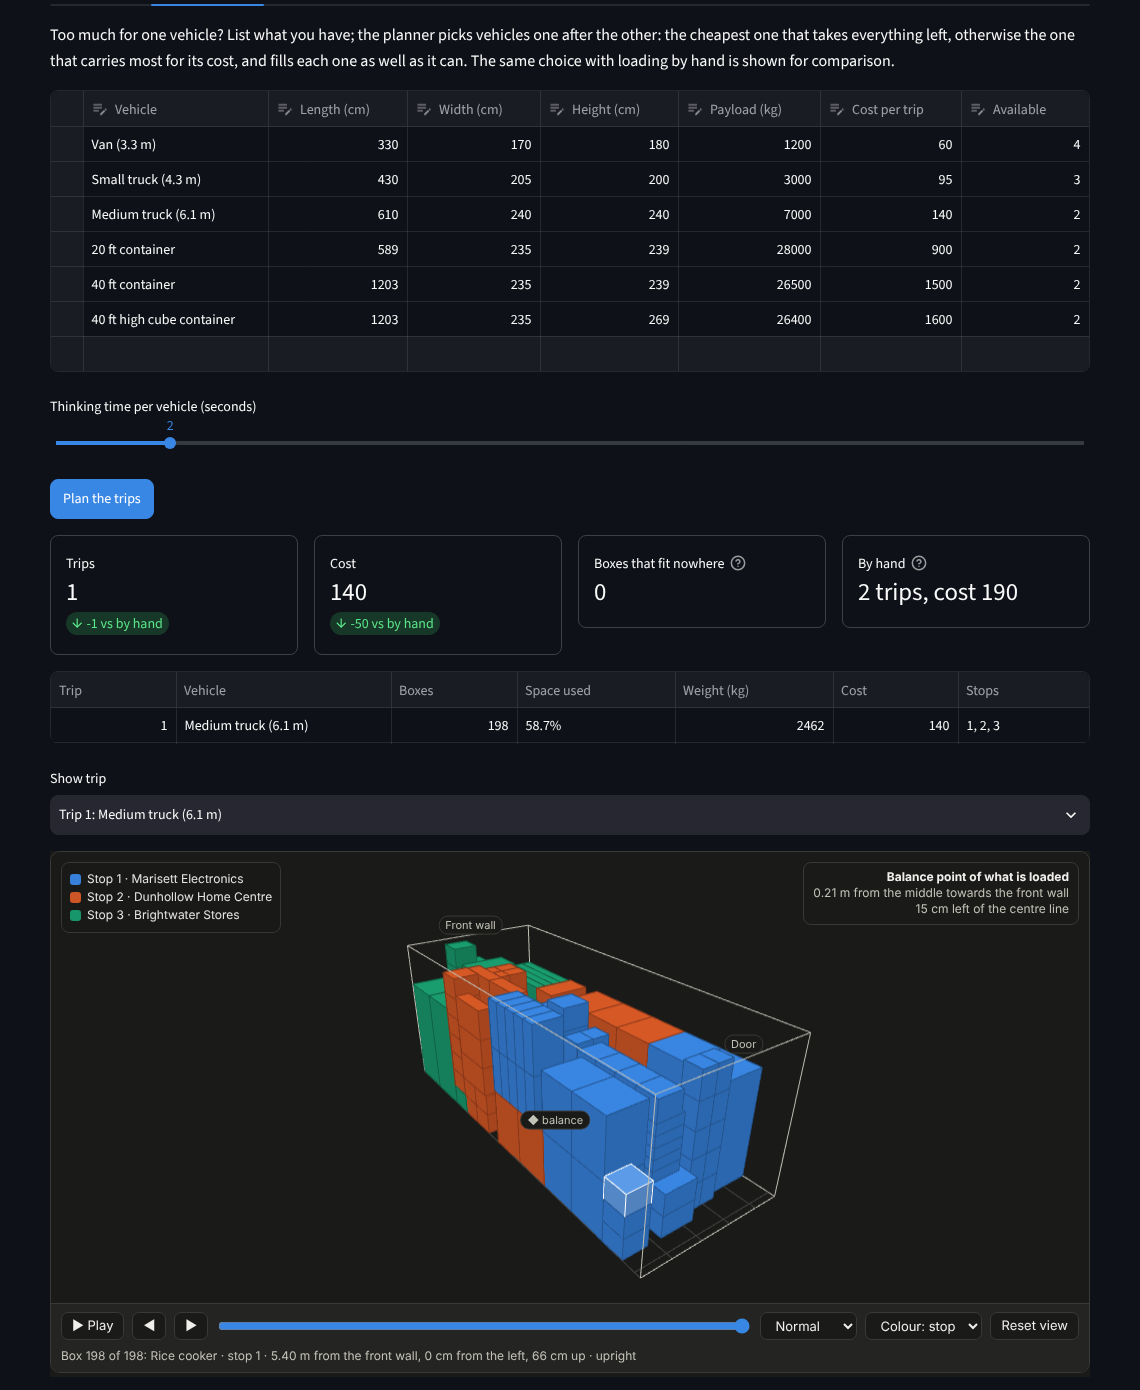 Too much for one vehicle? List what you have; the planner picks vehicles one after the other: the cheapest one that takes everything left, otherwise the one
that carries most for its cost, and fills each one as well as it can. The same choice with loading by hand is shown for comparison.
Vehicle Length (cm) Width (cm) Height (cm) Payload (kg) Cost per trip Available
Van (3.3 m) 330 170 180 1200 60 4
Small truck (4.3 m) 430 205 200 3000 95 3
Medium truck (6.1 m) 610 240 240 7000 140 2
20 ft container 589 235 239 28000 900 2
40 ft container 1203 235 239 26500 1500 2
40 ft high cube container 1203 235 269 26400 1600 2
Thinking time per vehicle (seconds)
2
Plan the trips
Trips Cost Boxes that fit nowhere By hand
1 140 0 2 trips, cost 190
↓ -1 vs by hand ↓ -50 vs by hand
Trip Vehicle Boxes Space used Weight (kg) Cost Stops
1 Medium truck (6.1 m) 198 58.7% 2462 140 1, 2, 3
Show trip
Trip 1: Medium truck (6.1 m)
Stop 1 · Marisett Electronics
Stop 2 · Dunhollow Home Centre
Stop 3 · Brightwater Stores
Balance point of what is loaded
0.21 m from the middle towards the front wall
15 cm left of the centre line
Front wall
Door
◆ balance
▶ Play ◀ ▶ Normal Colour: stop Reset view
Box 198 of 198: Rice cooker · stop 1 · 5.40 m from the front wall, 0 cm from the left, 66 cm up · upright